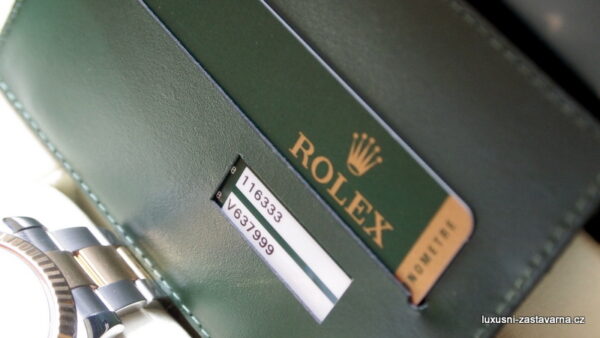 ROLEX
NOMETRE
116333
V637999
luxusni-zastavarna.cz